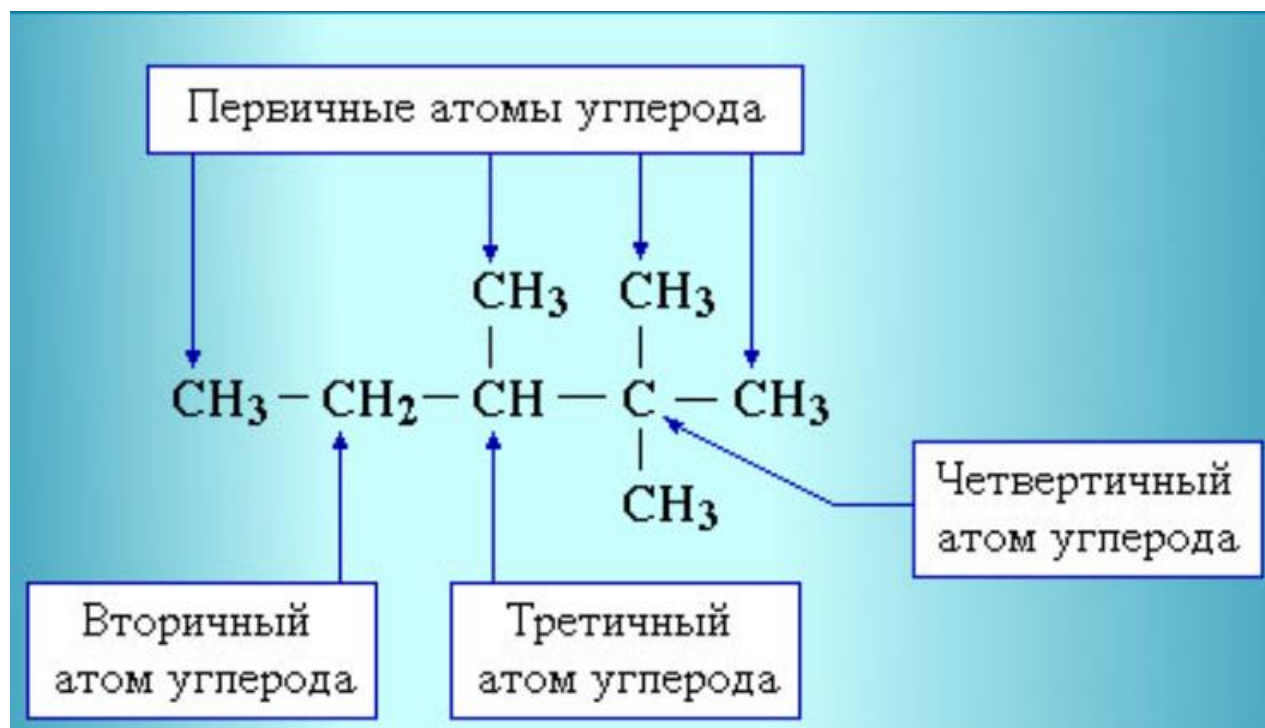 Первичные атомы углерода
CH₃ CH₃
CH₃ – CH₂ – CH — C – CH₃
CH₃
Четвертичный
атом углерода
Вторичный
атом углерода
Третичный
атом углерода